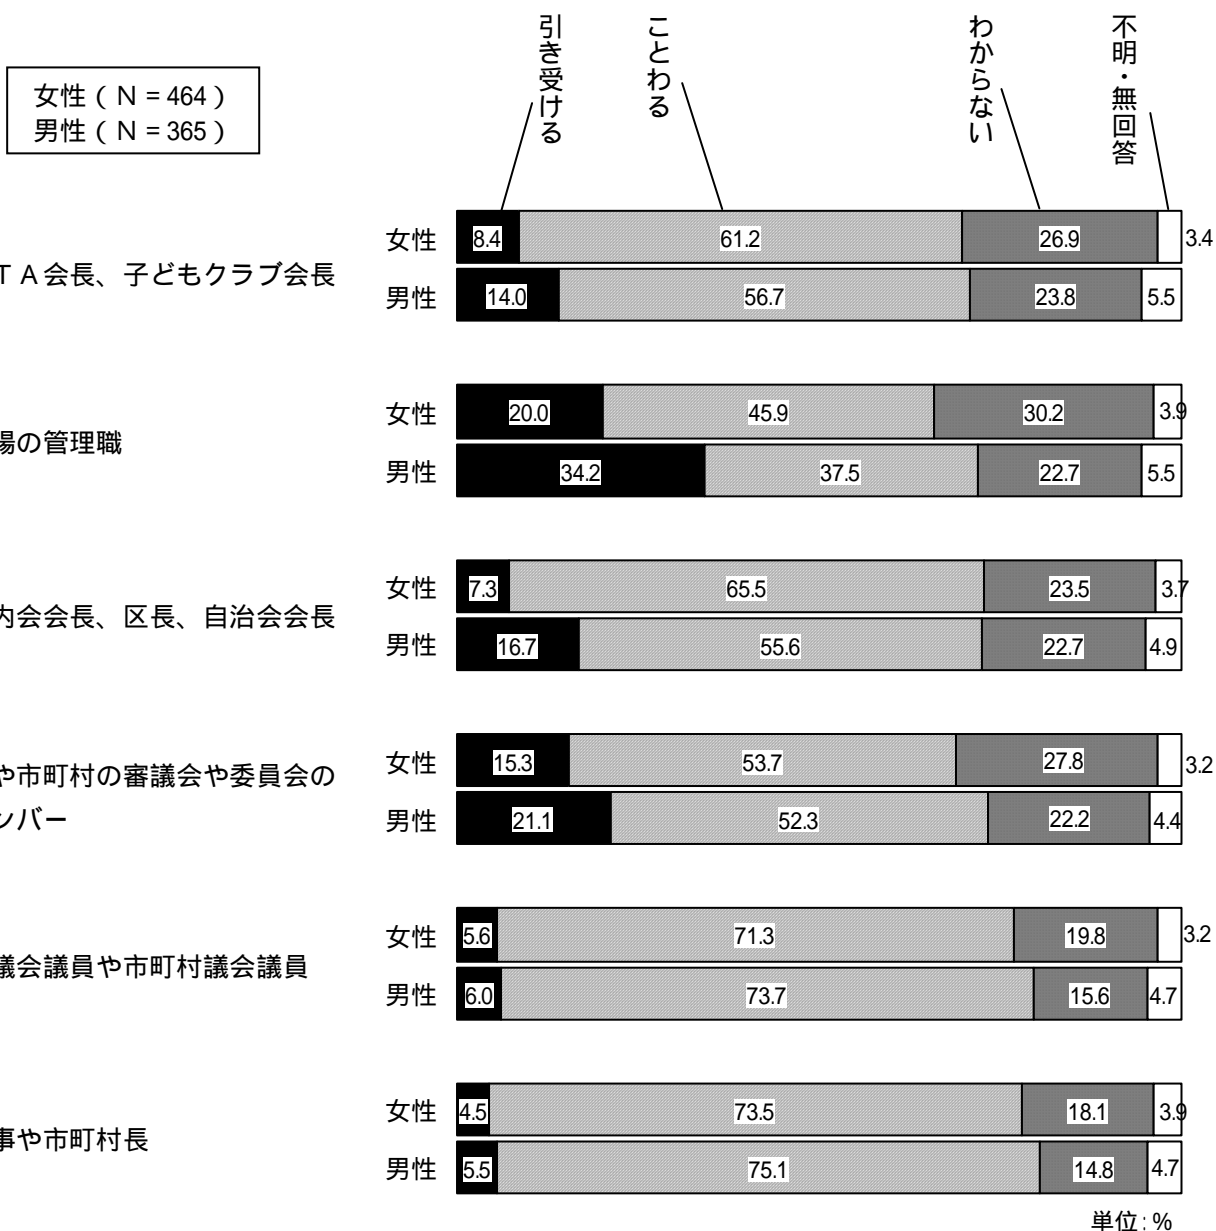 引き受ける
ことわる
わからない
不明・無回答
女性（Ｎ＝464）
男性（Ｎ＝365）
ＴＡ会長、子どもクラブ会長
女性 8.4 61.2 26.9 3.4
男性 14.0 56.7 23.8 5.5
場の管理職
女性 20.0 45.9 30.2 3.9
男性 34.2 37.5 22.7 5.5
内会会長、区長、自治会会長
女性 7.3 65.5 23.5 3.7
男性 16.7 55.6 22.7 4.9
や市町村の審議会や委員会の
ンバー
女性 15.3 53.7 27.8 3.2
男性 21.1 52.3 22.2 4.4
議会議員や市町村議会議員
女性 5.6 71.3 19.8 3.2
男性 6.0 73.7 15.6 4.7
事や市町村長
女性 4.5 73.5 18.1 3.9
男性 5.5 75.1 14.8 4.7
単位：％